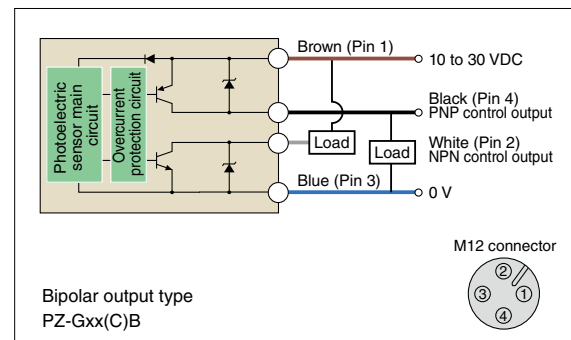 Photoelectric
sensor main
circuit
Overcurrent
protection circuit
Brown (Pin 1)
10 to 30 VDC
Black (Pin 4)
PNP control output
Load
Load
White (Pin 2)
NPN control output
Blue (Pin 3)
0 V
M12 connector
2
3
1
4
Bipolar output type
PZ-Gxx(C)B